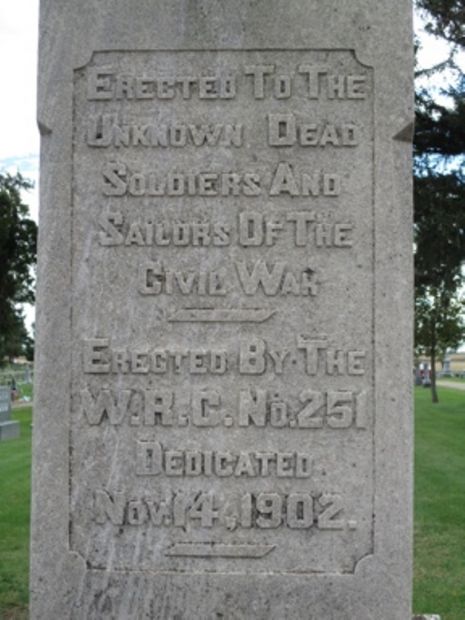 Erected To The
Unknown Dead
Soldiers And
Sailors Of The
Civil War
Erected By The
W.R.C. No. 251
Dedicated
Nov. 14, 1902.